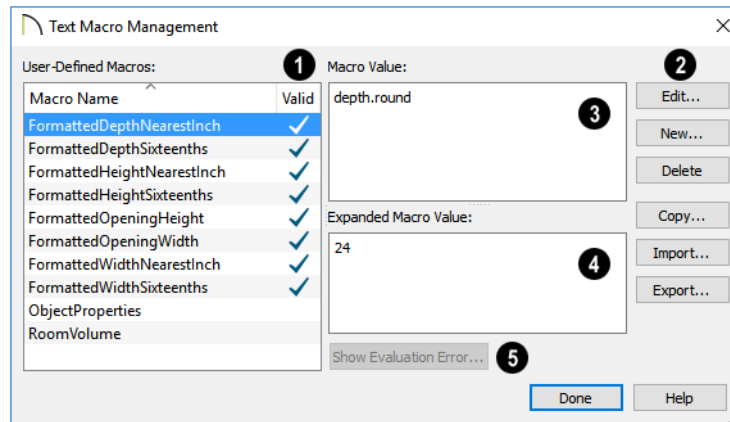 Text Macro Management
User-Defined Macros:
1
Macro Value:
2
Macro Name
Valid
depth.round
3
Edit...
FormattedDepthNearestInch
FormattedDepthSixteenths
New...
FormattedHeightNearestInch
Delete
FormattedHeightSixteenths
FormattedOpeningHeight
Expanded Macro Value:
Copy...
FormattedOpeningWidth
24
4
Import...
FormattedWidthNearestInch
FormattedWidthSixteenths
Export...
ObjectProperties
RoomVolume
Show Evaluation Error...
5
Done
Help